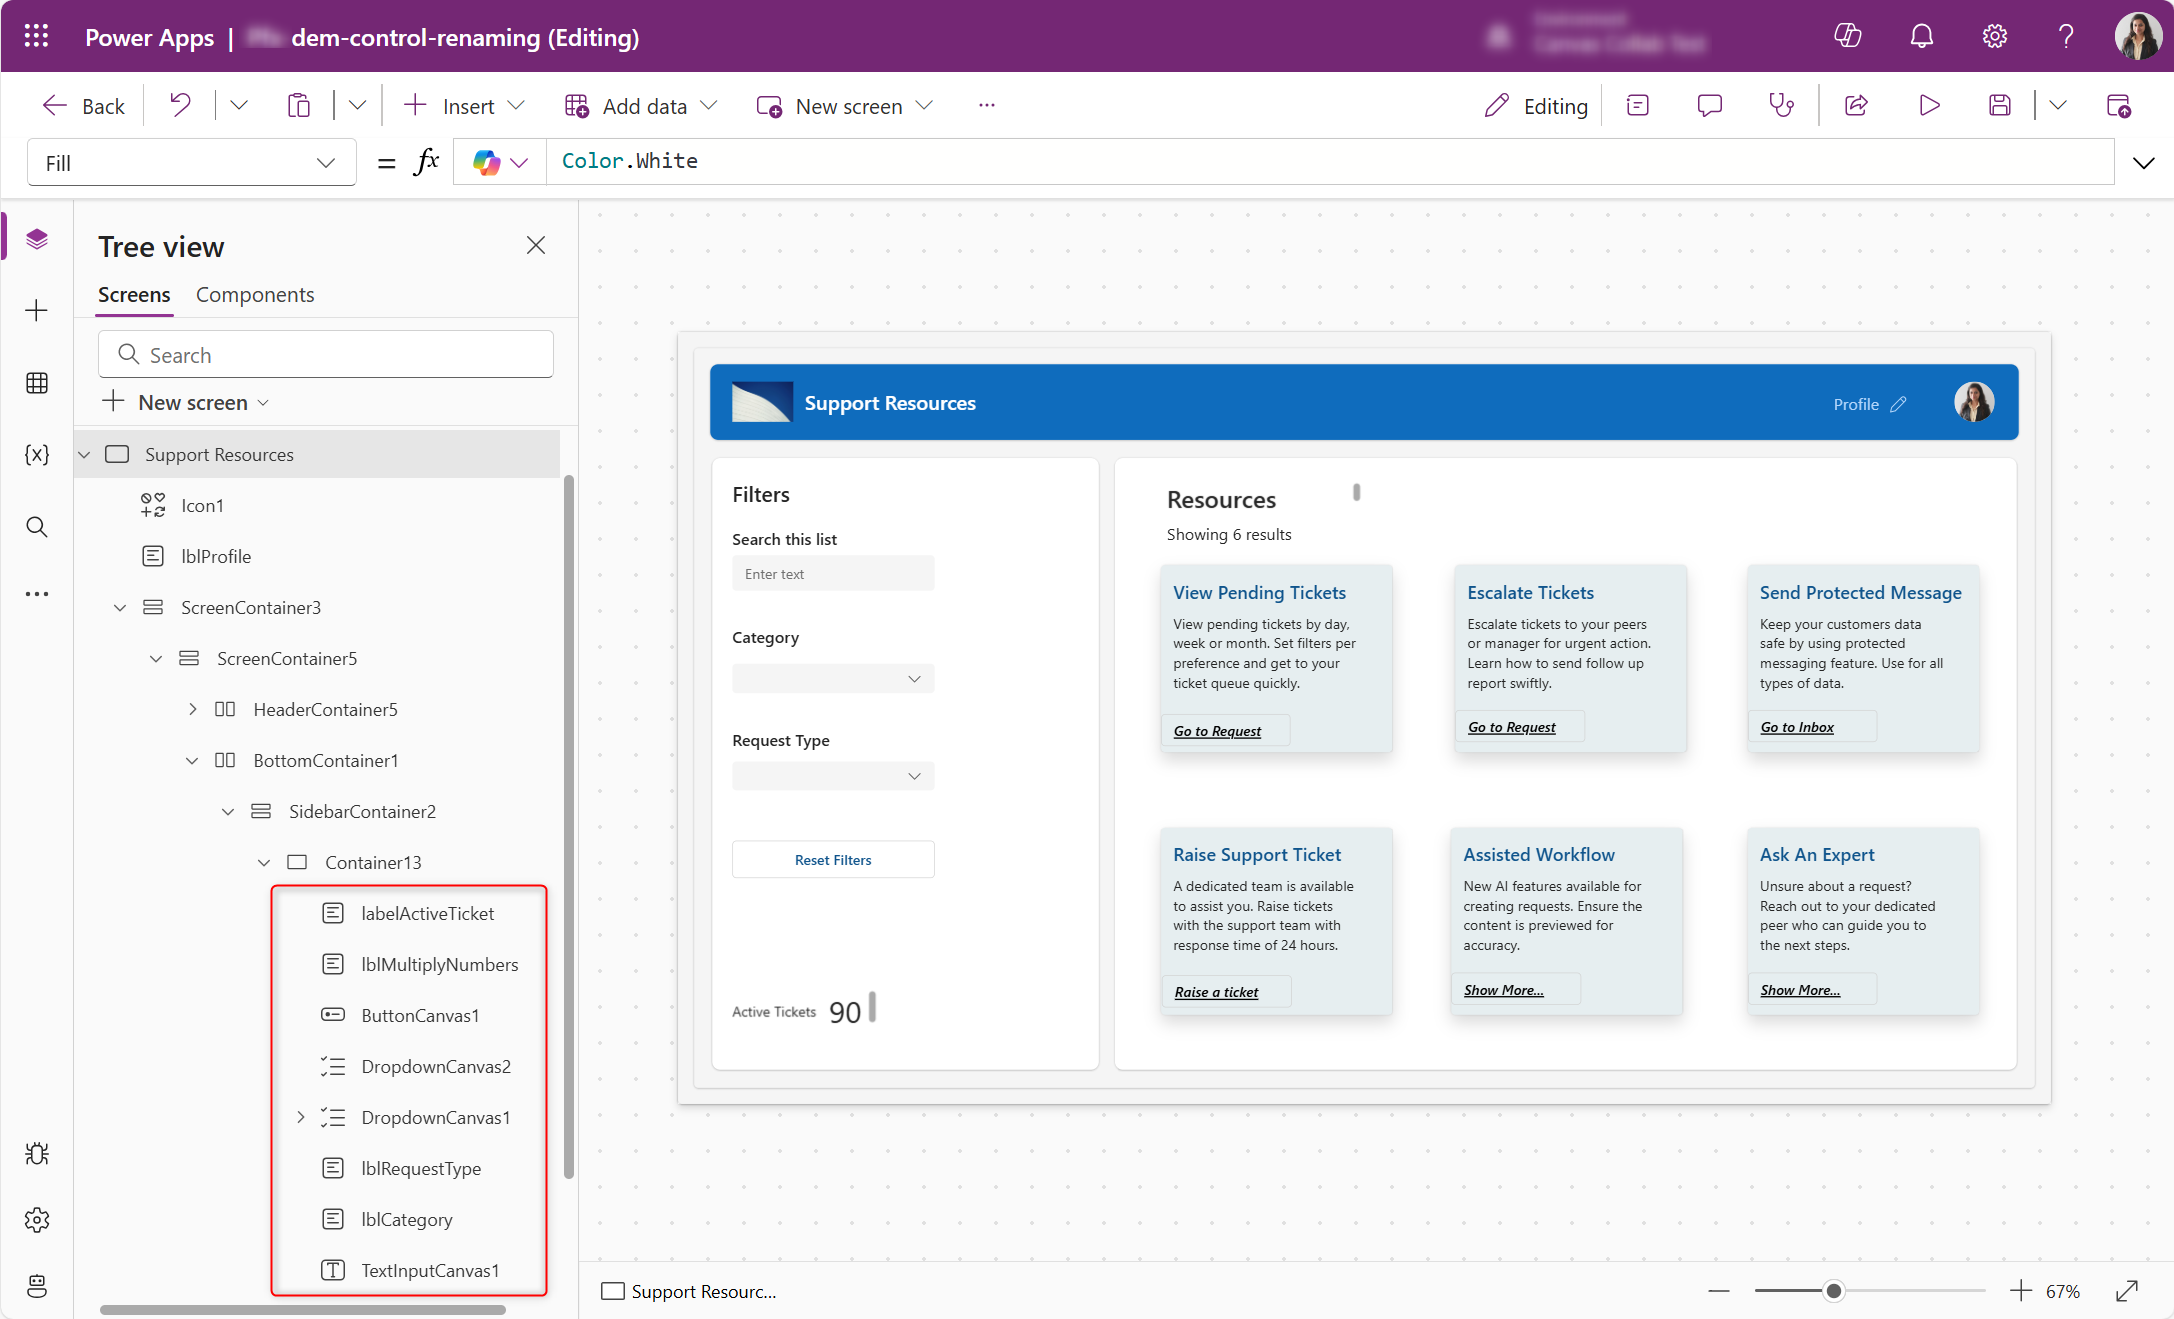 Power Apps | dem-control-renaming (Editing)
Back Insert Add data New screen ... Editing
Fill = fx Color.White
Tree view
Screens Components
Search
+ New screen
Support Resources
Icon1
lblProfile
ScreenContainer3
ScreenContainer5
HeaderContainer5
BottomContainer1
SidebarContainer2
Container13
labelActiveTicket
lblMultiplyNumbers
ButtonCanvas1
DropdownCanvas2
DropdownCanvas1
lblRequestType
lblCategory
TextInputCanvas1
Support Resources
Profile
Filters
Search this list
Enter text
Category
Request Type
Reset Filters
Active Tickets 90
Resources
Showing 6 results
View Pending Tickets
View pending tickets by day,
week or month. Set filters per
preference and get to your
ticket queue quickly.
Go to Request
Escalate Tickets
Escalate tickets to your peers
or manager for urgent action.
Learn how to send follow up
report swiftly.
Go to Request
Send Protected Message
Keep your customers data
safe by using protected
messaging feature. Use for all
types of data.
Go to Inbox
Raise Support Ticket
A dedicated team is available
to assist you. Raise tickets
with the support team with
response time of 24 hours.
Raise a ticket
Assisted Workflow
New AI features available for
creating requests. Ensure the
content is previewed for
accuracy.
Show More...
Ask An Expert
Unsure about a request?
Reach out to your dedicated
peer who can guide you to
the next steps.
Show More...
Support Resourc...
67%